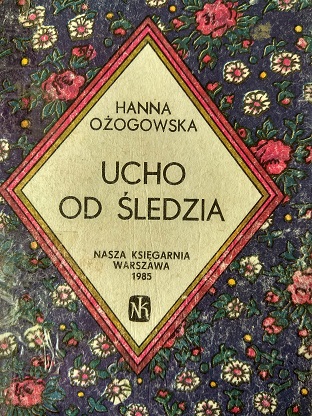 HANNA
OŻOGOWSKA
UCHO
OD ŚLEDZIA
NASZA KSIĘGARNIA
WARSZAWA
1985
NK